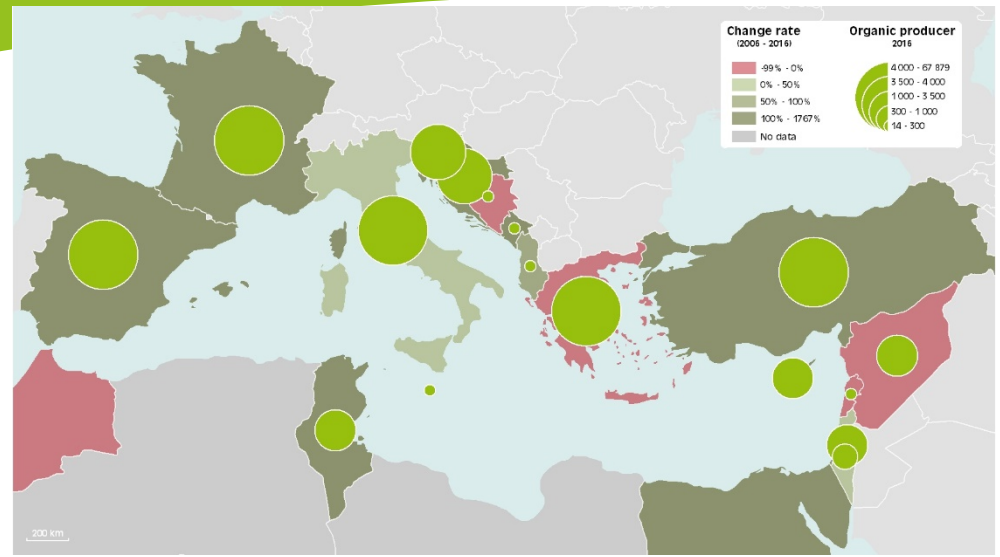 Change rate
(2006 - 2016)
-99% - 0%
0% - 50%
50% - 100%
100% - 1767%
No data
Organic producer
2016
4 000 - 67 879
3 500 - 4 000
1 000 - 3 500
300 - 1 000
14 - 300
200 km